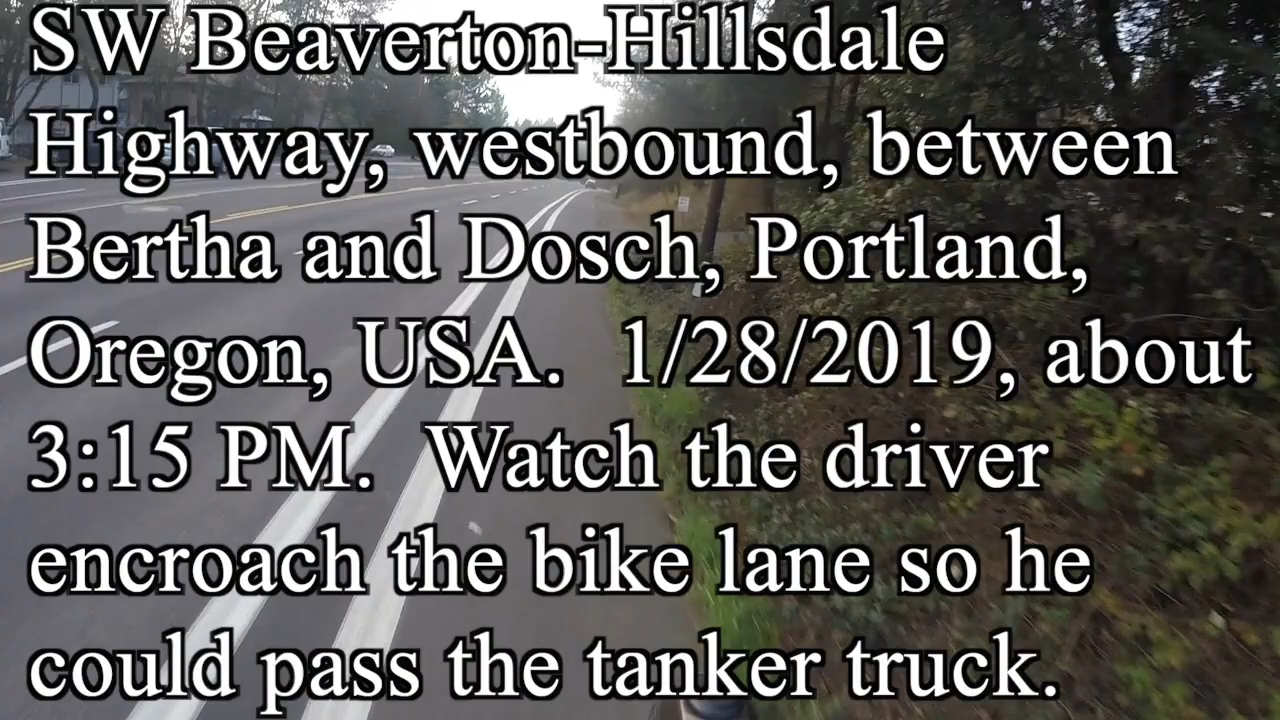 SW Beaverton-Hillsdale
Highway, westbound, between
Bertha and Dosch, Portland,
Oregon, USA.  1/28/2019, about
3:15 PM.  Watch the driver
encroach the bike lane so he
could pass the tanker truck.